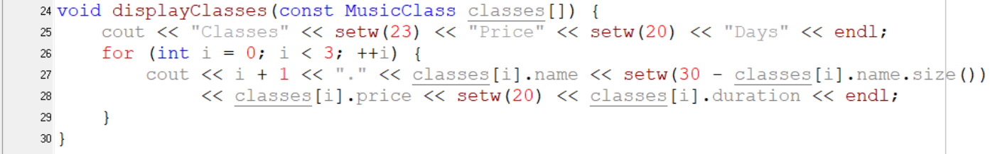 24 void displayClasses(const MusicClass classes[]) {
25     cout << "Classes" << setw(23) << "Price" << setw(20) << "Days" << endl;
26     for (int i = 0; i < 3; ++i) {
27         cout << i + 1 << "." << classes[i].name << setw(30 - classes[i].name.size())
28              << classes[i].price << setw(20) << classes[i].duration << endl;
29     }
30 }